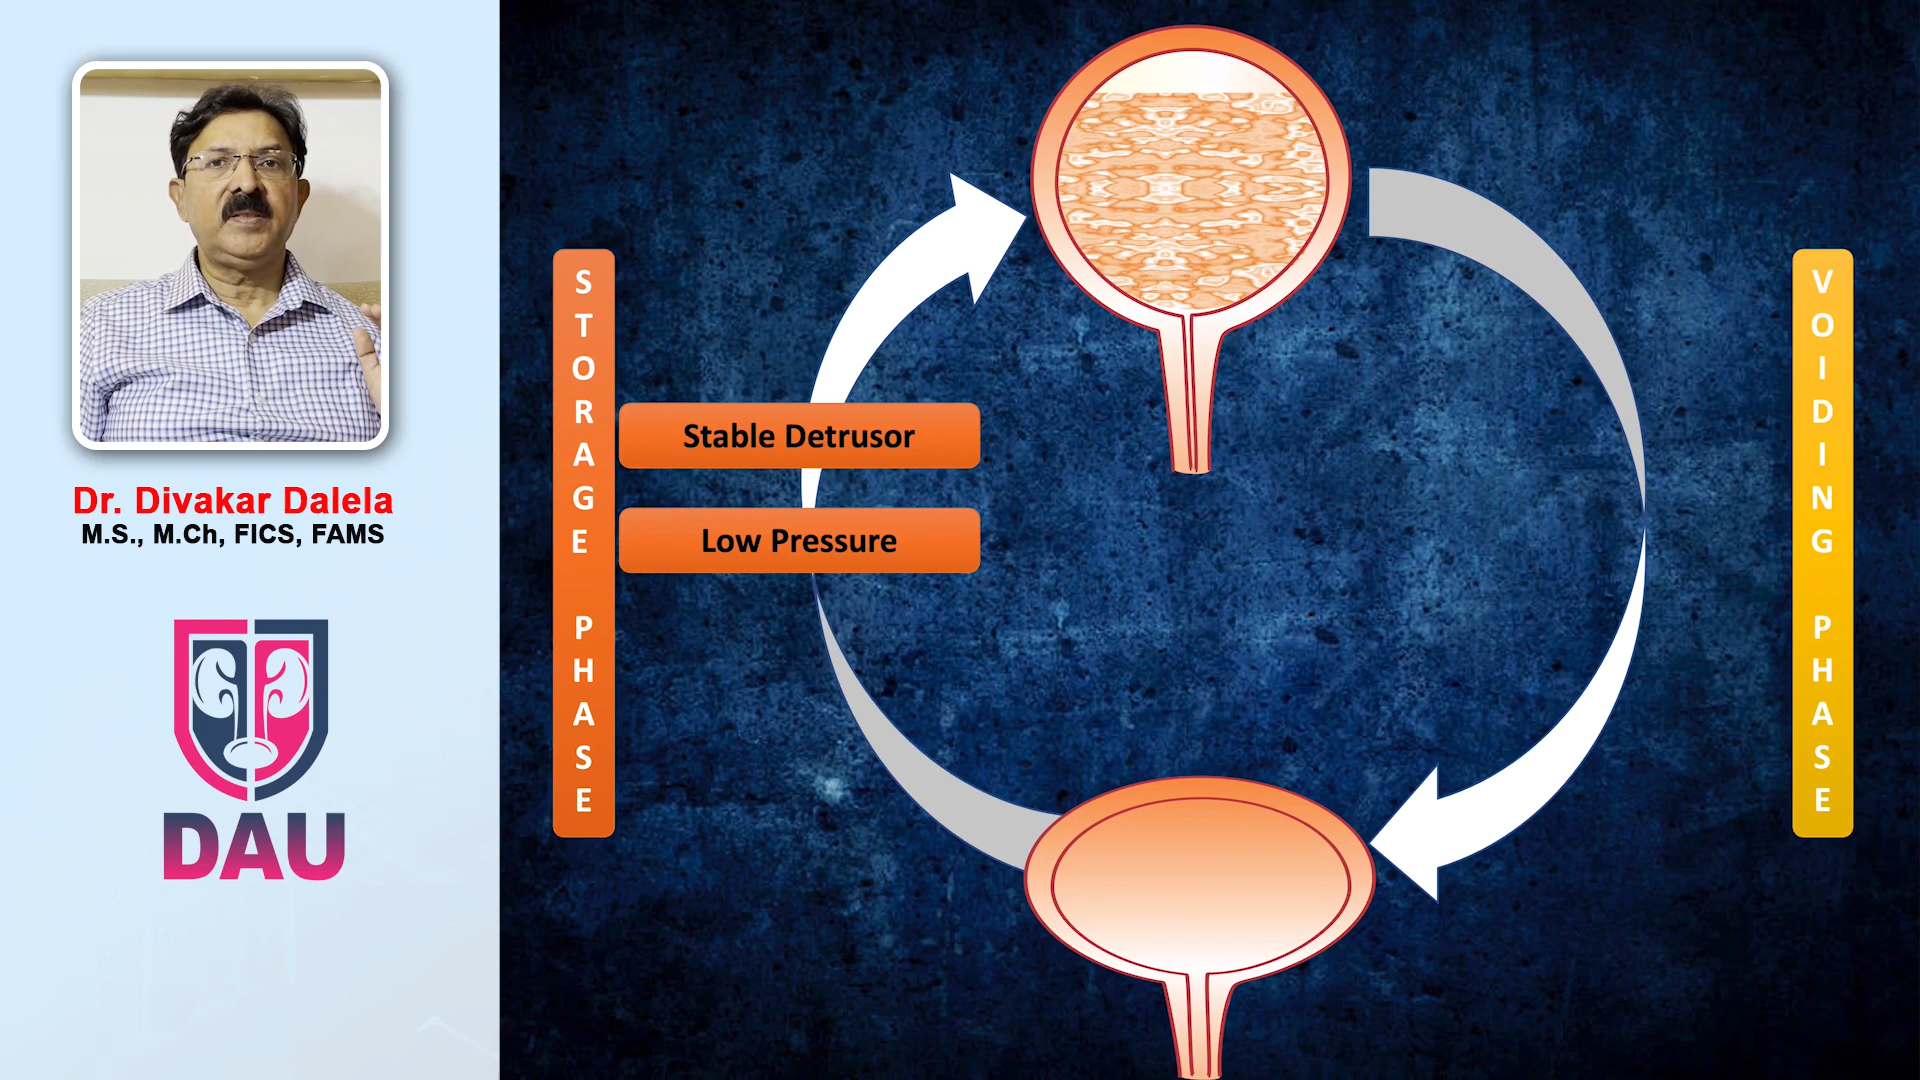 Dr. Divakar Dalela
M.S., M.Ch, FICS, FAMS
DAU
STORAGE PHASE
Stable Detrusor
Low Pressure
VOIDING PHASE